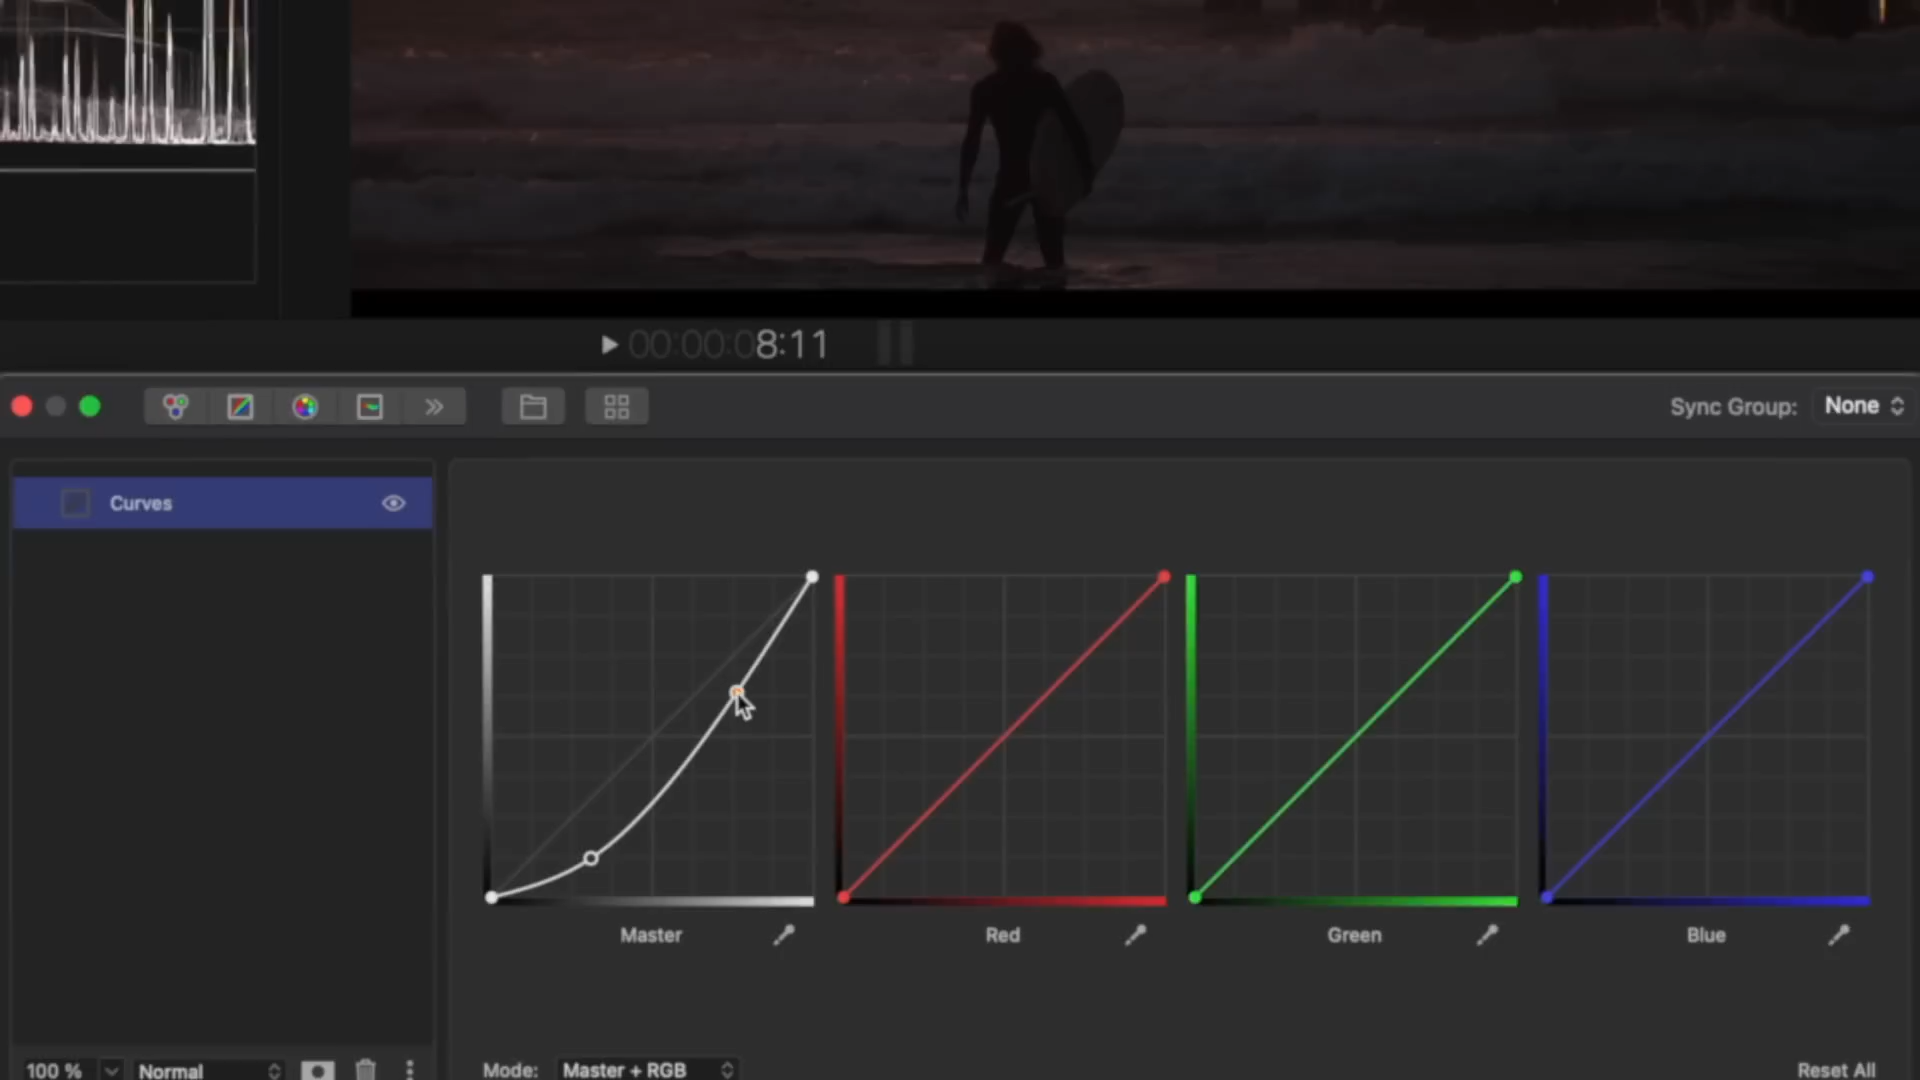 00:00:08:11
Sync Group: None
Curves
Master
Red
Green
Blue
100 %
Normal
Mode: Master + RGB
Reset All